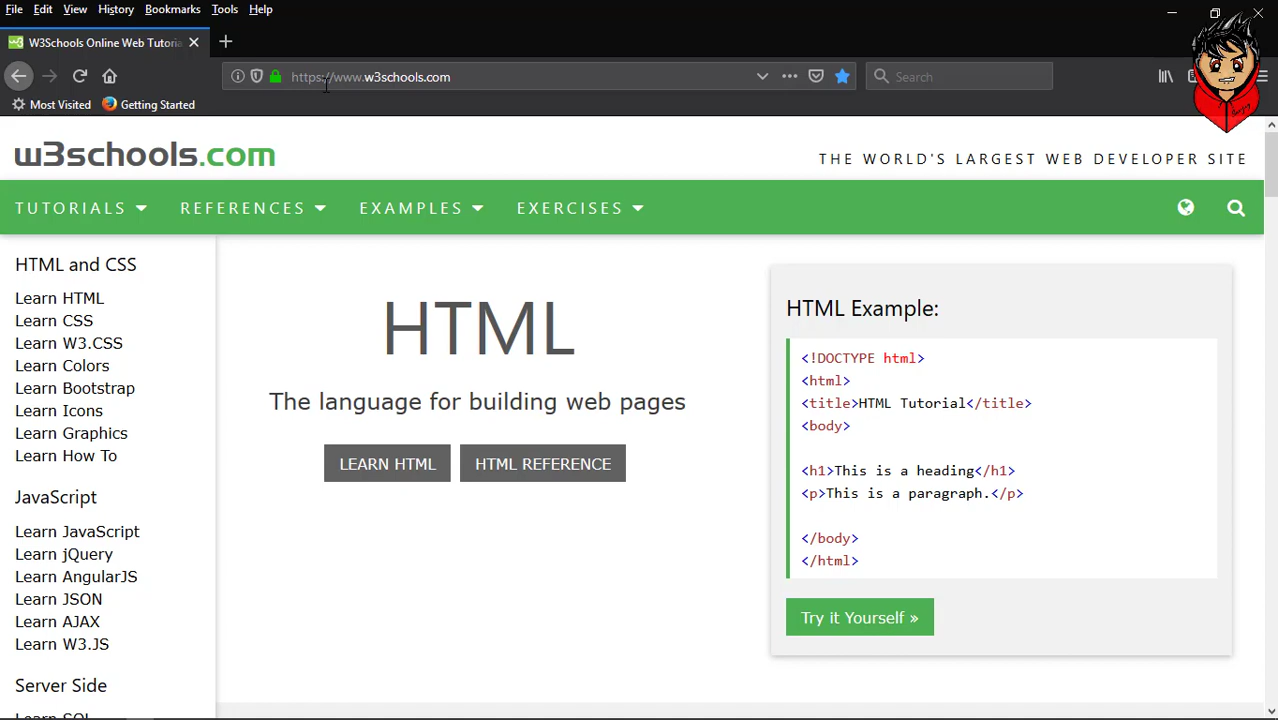 File Edit View History Bookmarks Tools Help
W3Schools Online Web Tutoria
https://www.w3schools.com
Search
Most Visited Getting Started
w3schools.com
THE WORLD'S LARGEST WEB DEVELOPER SITE
TUTORIALS REFERENCES EXAMPLES EXERCISES
HTML and CSS
Learn HTML
Learn CSS
Learn W3.CSS
Learn Colors
Learn Bootstrap
Learn Icons
Learn Graphics
Learn How To
JavaScript
Learn JavaScript
Learn jQuery
Learn AngularJS
Learn JSON
Learn AJAX
Learn W3.JS
Server Side
Learn SQL
HTML
The language for building web pages
LEARN HTML HTML REFERENCE
HTML Example:
<!DOCTYPE html>
<html>
<title>HTML Tutorial</title>
<body>
<h1>This is a heading</h1>
<p>This is a paragraph.</p>
</body>
</html>
Try it Yourself »